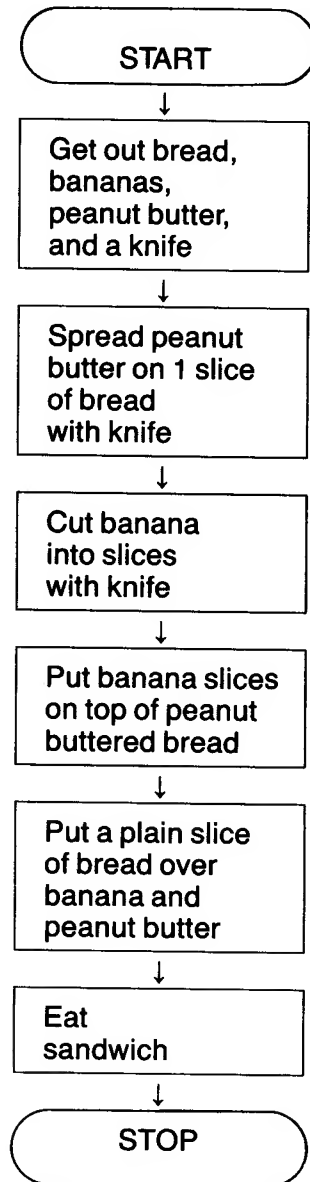 START
Get out bread,
bananas,
peanut butter,
and a knife
Spread peanut
butter on 1 slice
of bread
with knife
Cut banana
into slices
with knife
Put banana slices
on top of peanut
buttered bread
Put a plain slice
of bread over
banana and
peanut butter
Eat
sandwich
STOP